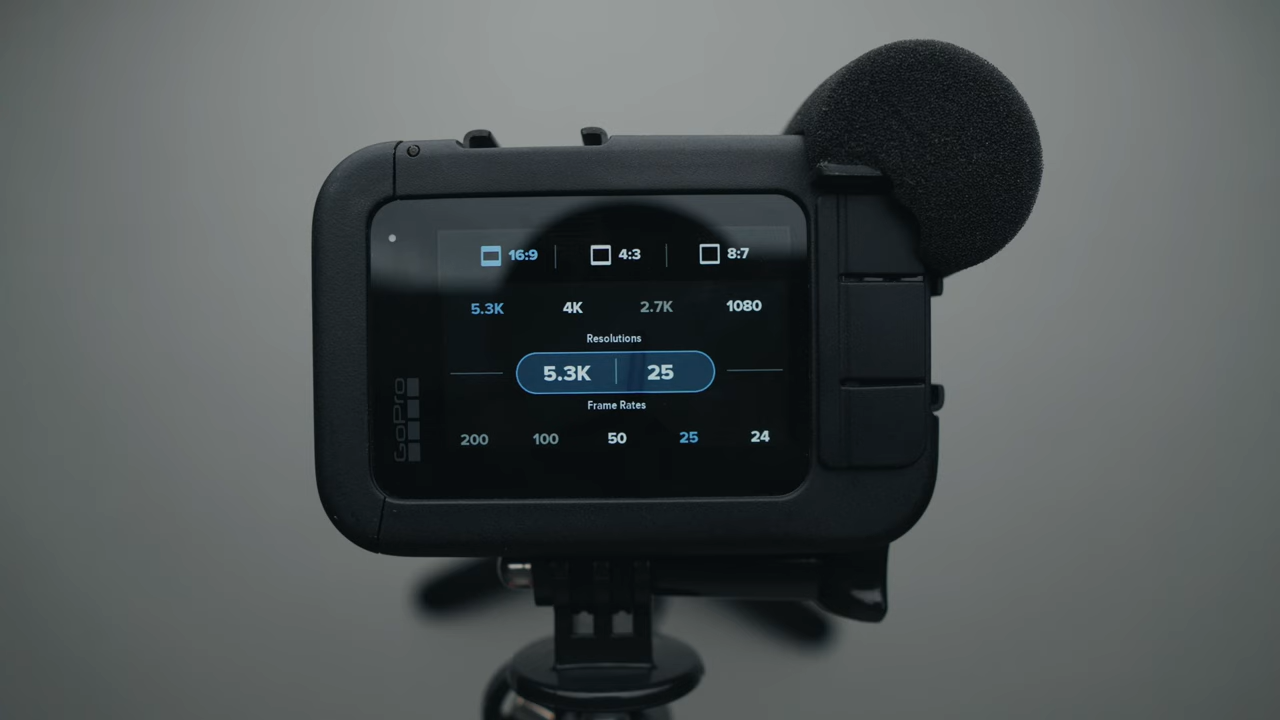 16:9 4:3 8:7
5.3K 4K 2.7K 1080
Resolutions
5.3K 25
Frame Rates
200 100 50 25 24
GoPro